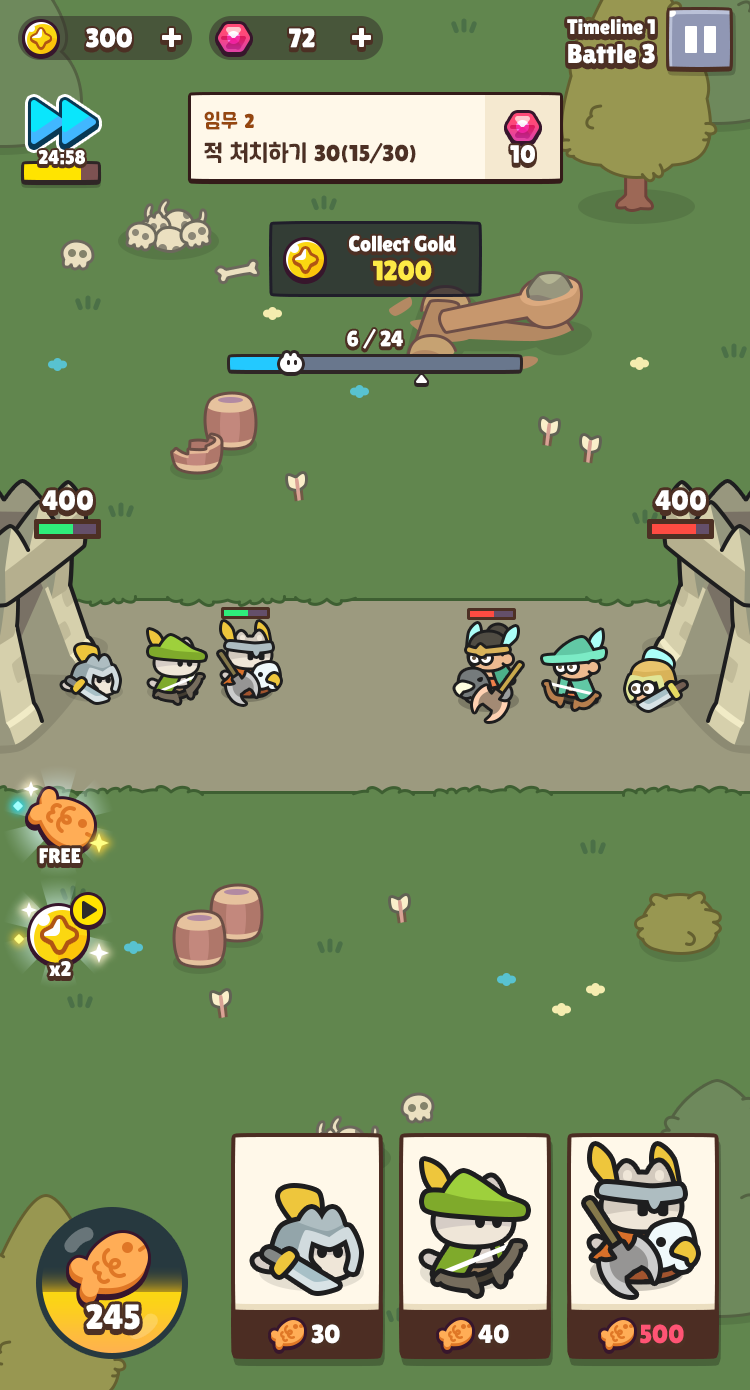 300 +
72 +
Timeline 1
Battle 3
24:58
임무 2
적 처치하기 30(15/30)
10
Collect Gold
1200
6 / 24
400
400
FREE
x2
245
30
40
500